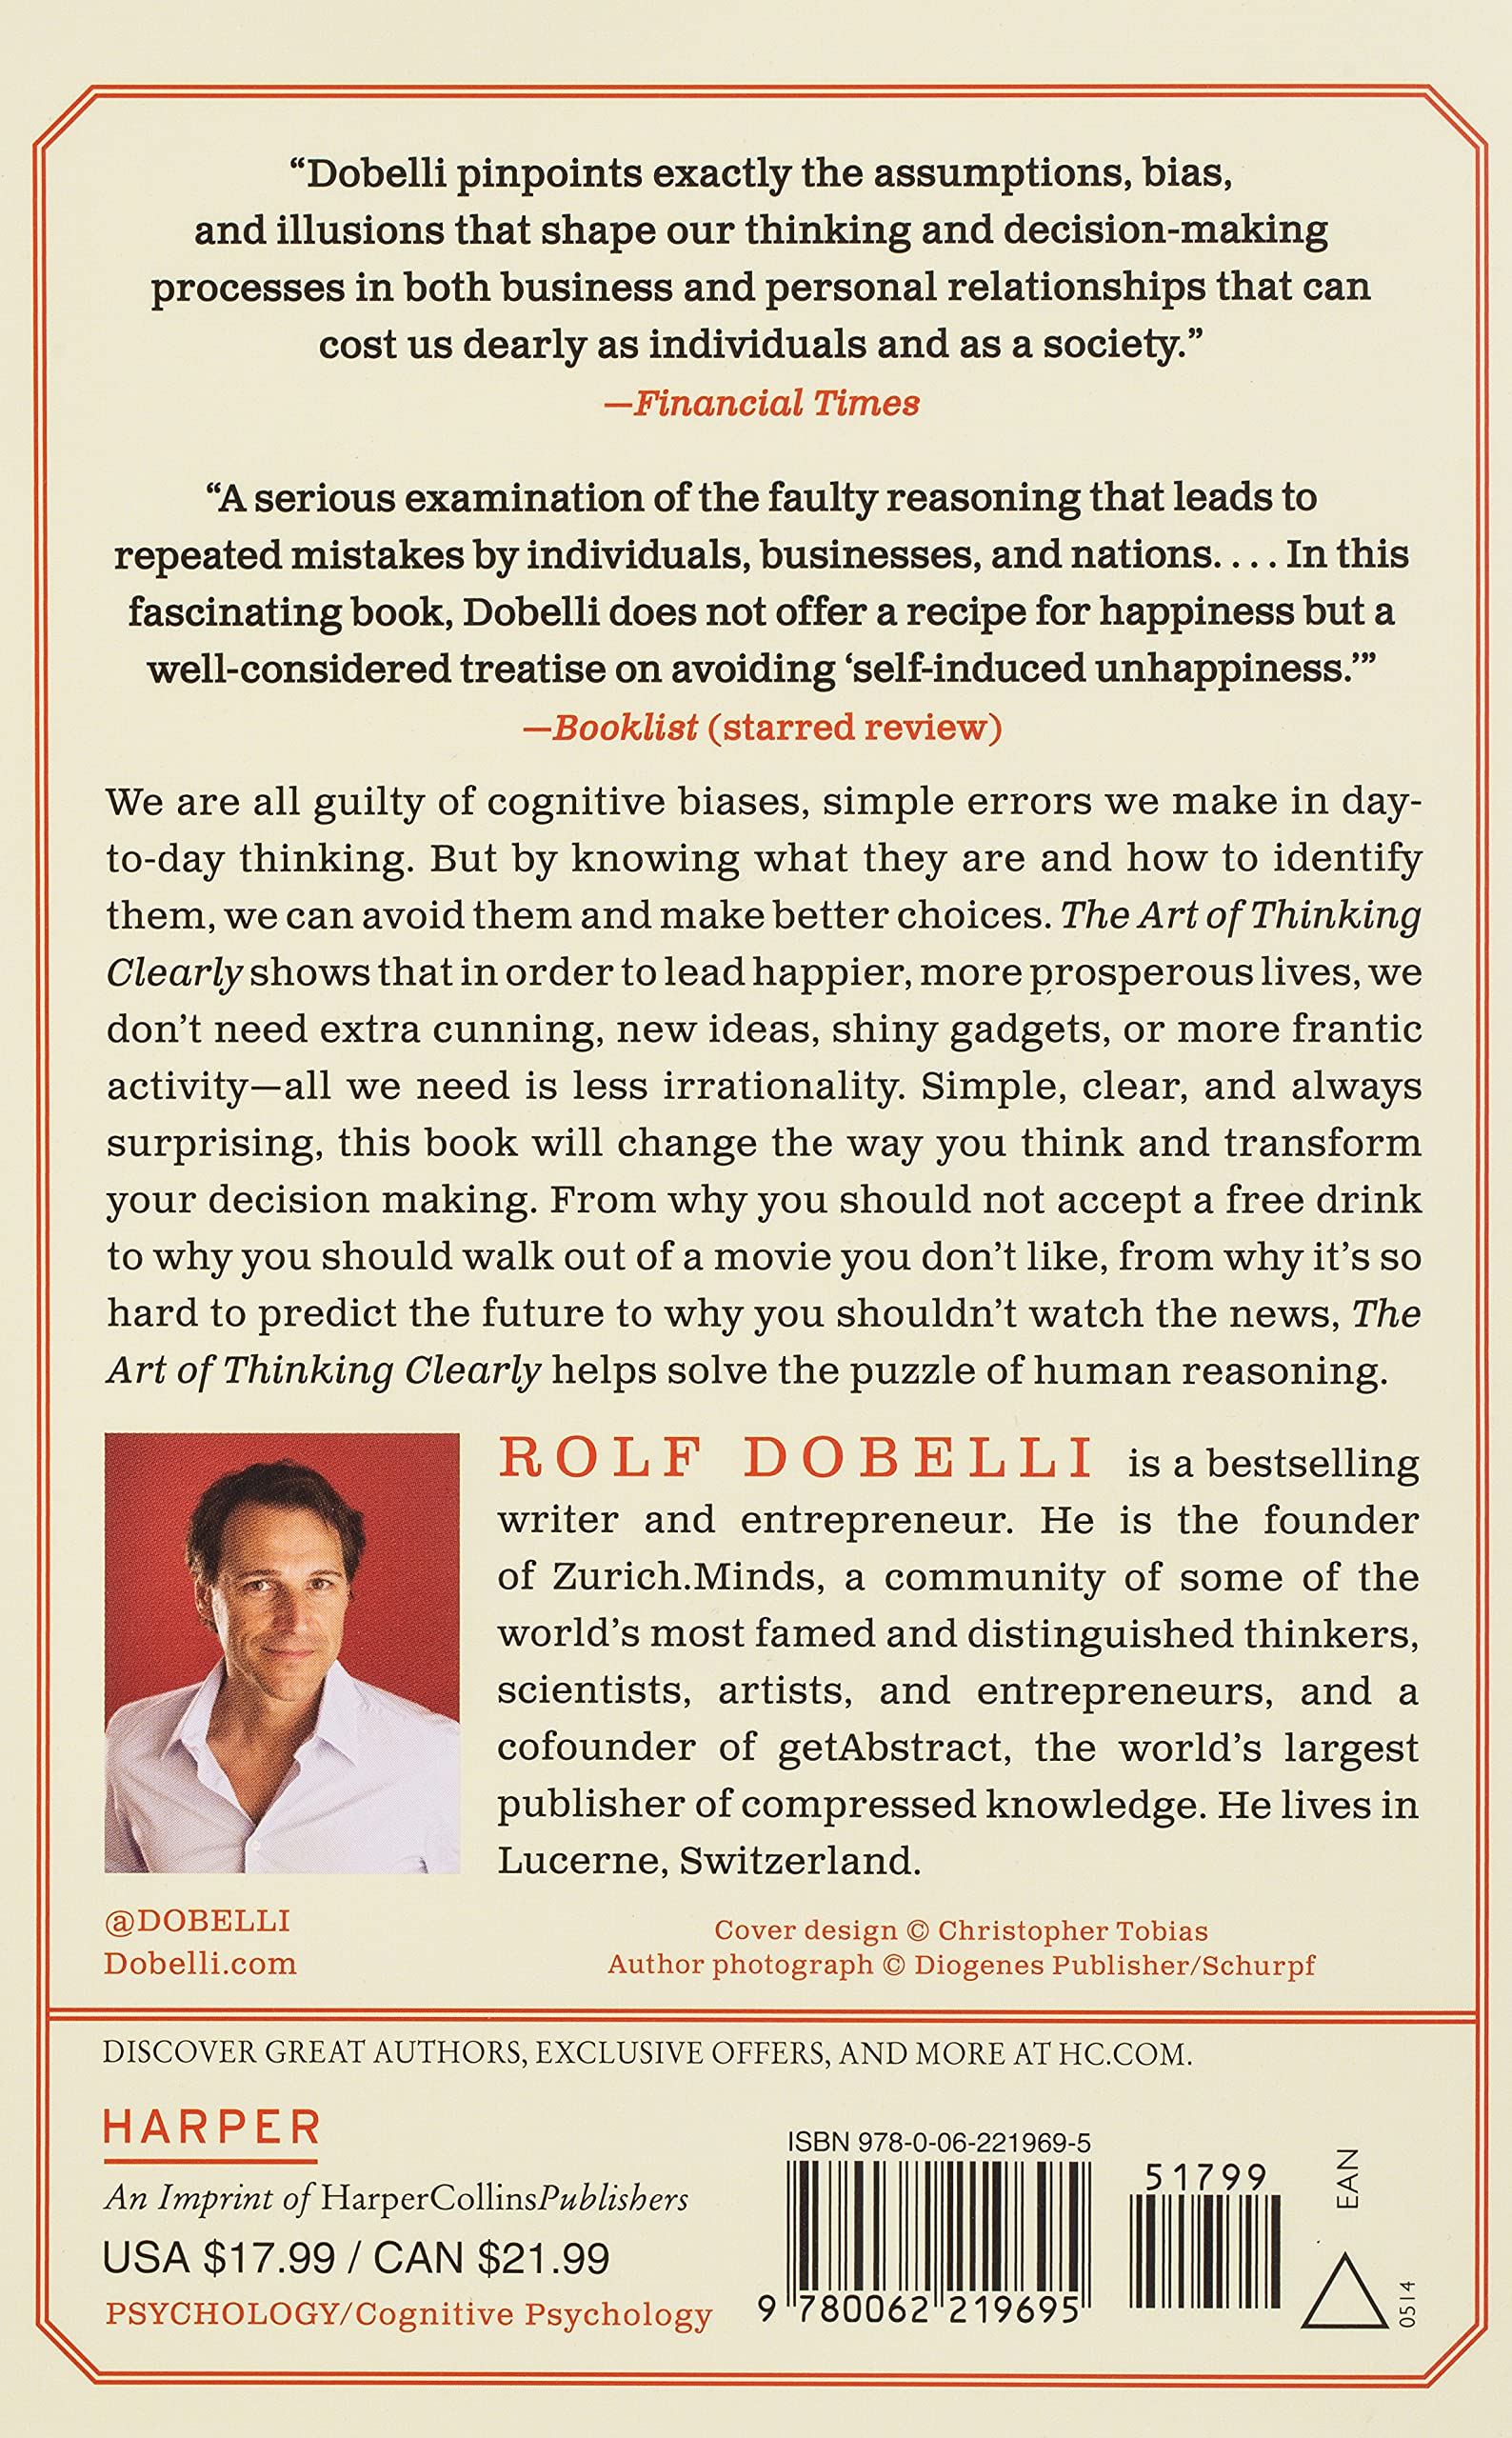 “Dobelli pinpoints exactly the assumptions, bias,
and illusions that shape our thinking and decision-making
processes in both business and personal relationships that can
cost us dearly as individuals and as a society.”
—Financial Times
“A serious examination of the faulty reasoning that leads to
repeated mistakes by individuals, businesses, and nations. . . . In this
fascinating book, Dobelli does not offer a recipe for happiness but a
well-considered treatise on avoiding ‘self-induced unhappiness.’”
—Booklist (starred review)
We are all guilty of cognitive biases, simple errors we make in day-
to-day thinking. But by knowing what they are and how to identify
them, we can avoid them and make better choices. The Art of Thinking
Clearly shows that in order to lead happier, more prosperous lives, we
don’t need extra cunning, new ideas, shiny gadgets, or more frantic
activity—all we need is less irrationality. Simple, clear, and always
surprising, this book will change the way you think and transform
your decision making. From why you should not accept a free drink
to why you should walk out of a movie you don’t like, from why it’s so
hard to predict the future to why you shouldn’t watch the news, The
Art of Thinking Clearly helps solve the puzzle of human reasoning.
ROLF DOBELLI is a bestselling
writer and entrepreneur. He is the founder
of Zurich.Minds, a community of some of the
world’s most famed and distinguished thinkers,
scientists, artists, and entrepreneurs, and a
cofounder of getAbstract, the world’s largest
publisher of compressed knowledge. He lives in
Lucerne, Switzerland.
@DOBELLI
Dobelli.com
Cover design © Christopher Tobias
Author photograph © Diogenes Publisher/Schurpf
DISCOVER GREAT AUTHORS, EXCLUSIVE OFFERS, AND MORE AT HC.COM.
HARPER
An Imprint of HarperCollinsPublishers
USA $17.99 / CAN $21.99
PSYCHOLOGY/Cognitive Psychology
ISBN 978-0-06-221969-5
9 780062 219695
51799
EAN
0514